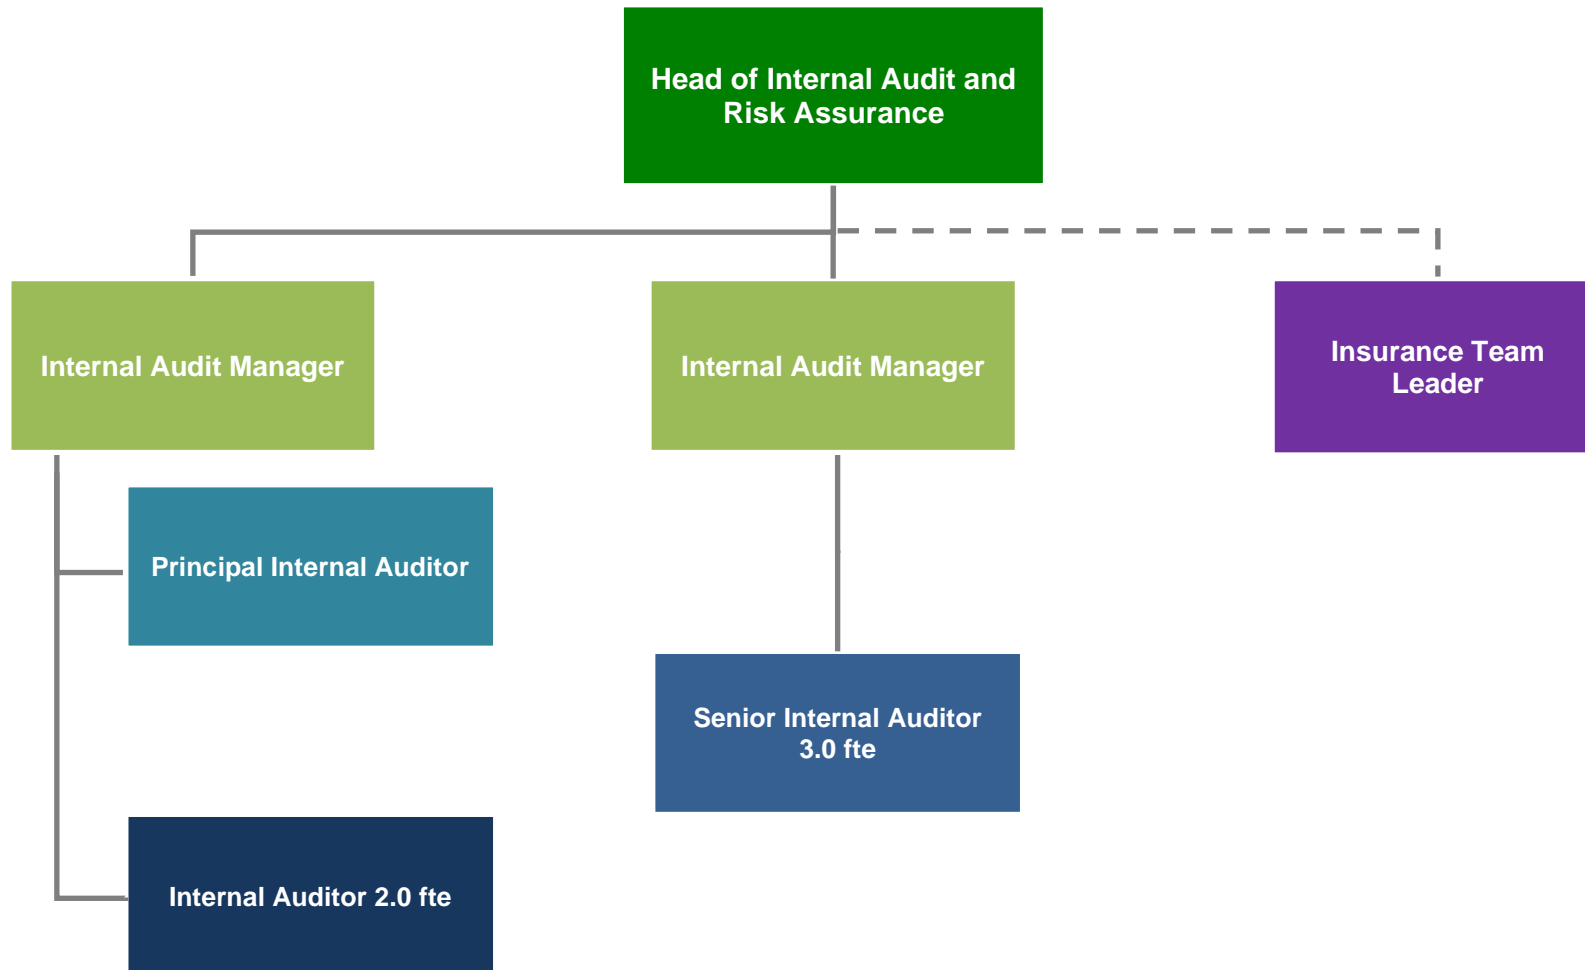 Head of Internal Audit and
Risk Assurance
Internal Audit Manager
Internal Audit Manager
Insurance Team
Leader
Principal Internal Auditor
Senior Internal Auditor
3.0 fte
Internal Auditor 2.0 fte